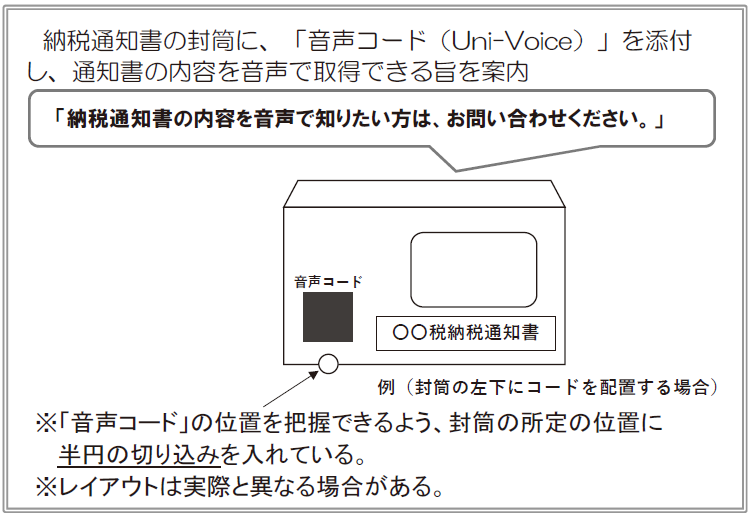 納税通知書の封筒に、「音声コード（Uni-Voice）」を添付
し、通知書の内容を音声で取得できる旨を案内
「納税通知書の内容を音声で知りたい方は、お問い合わせください。」
音声コード
〇〇税納税通知書
例（封筒の左下にコードを配置する場合）
※「音声コード」の位置を把握できるよう、封筒の所定の位置に
半円の切り込みを入れている。
※レイアウトは実際と異なる場合がある。